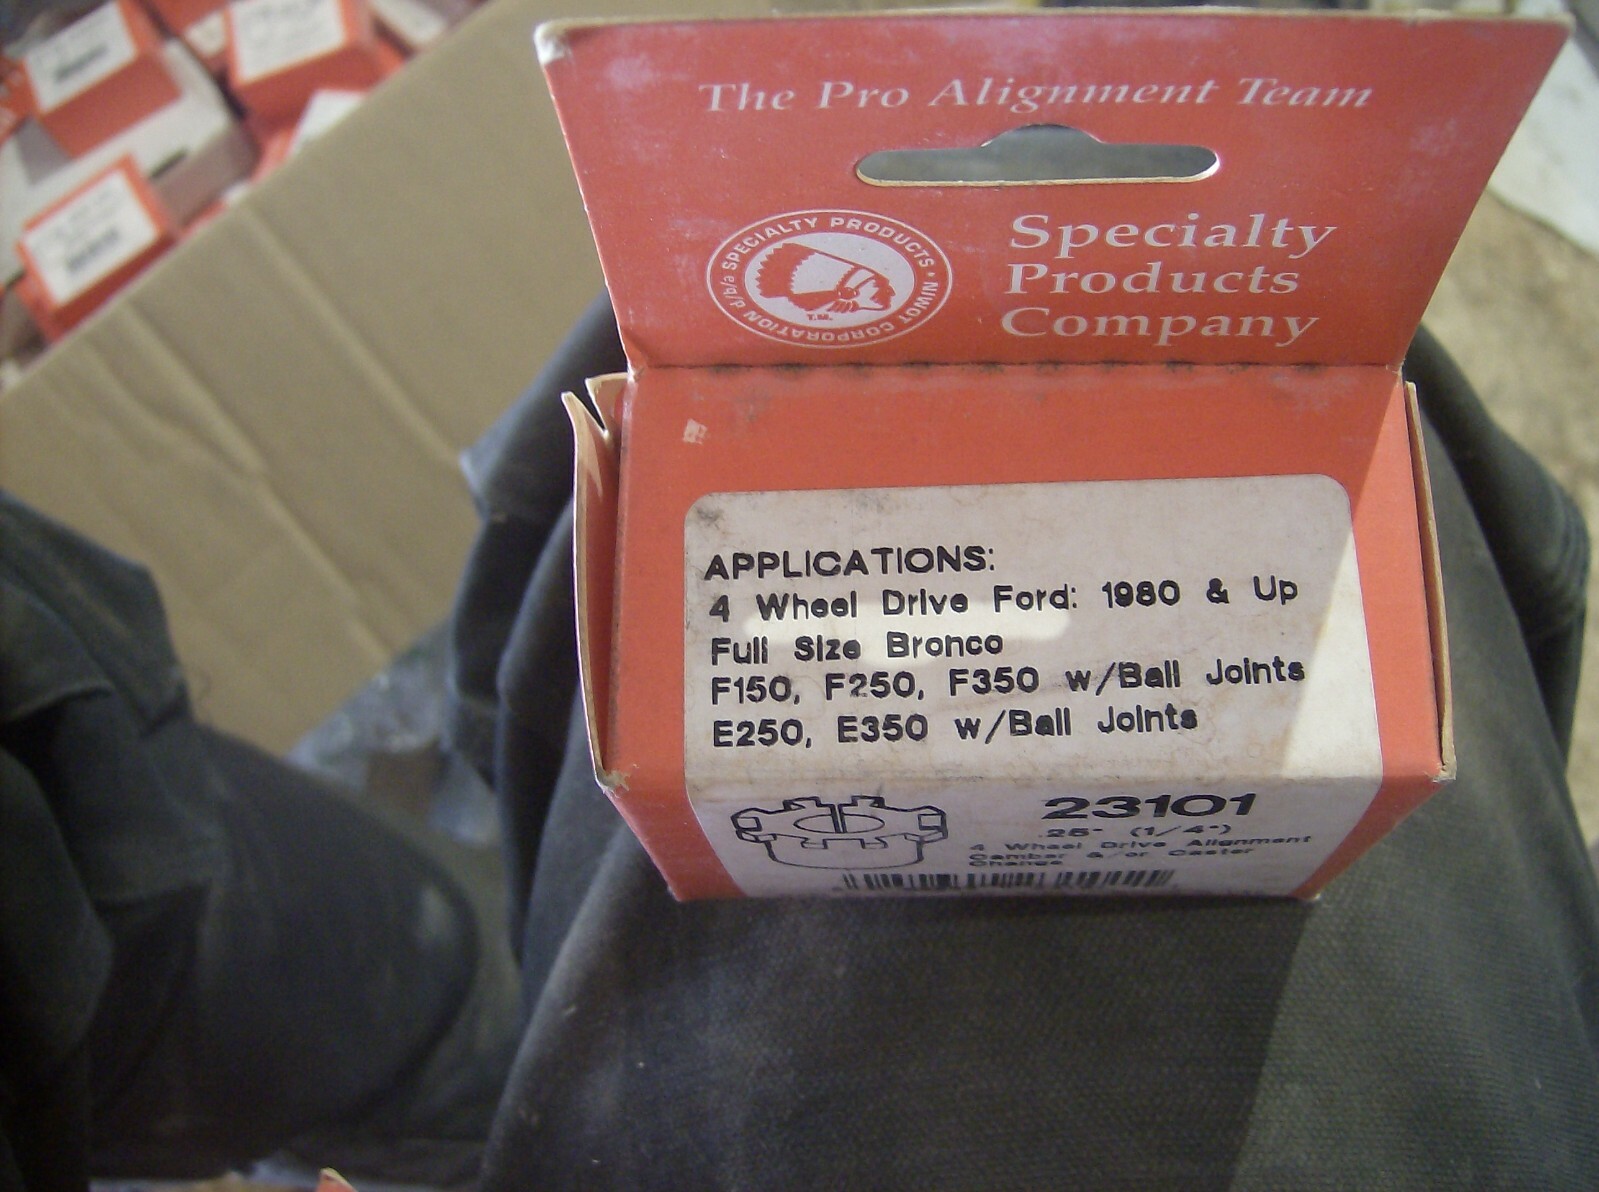 The Pro Alignment Team
SPECIALTY PRODUCTS • NIWOT CORPORATION d/b/a
T.M.
Specialty
Products
Company
APPLICATIONS:
4 Wheel Drive Ford: 1980 & Up
Full Size Bronco
F150, F250, F350 w/Ball Joints
E250, E350 w/Ball Joints
23101
.25° (1/4°)
4 Wheel Drive Alignment
Camber &/or Caster
Change